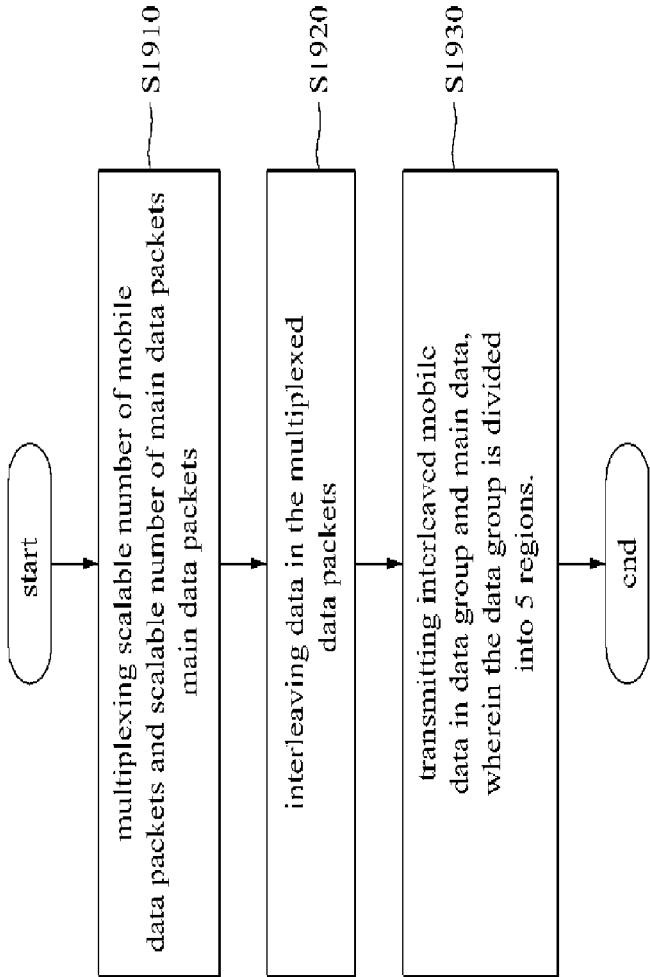 start
multiplexing scalable number of mobile
data packets and scalable number of main data packets
main data packets
S1910
interleaving data in the multiplexed
data packets
S1920
transmitting interleaved mobile
data in data group and main data,
wherein the data group is divided
into 5 regions.
S1930
end